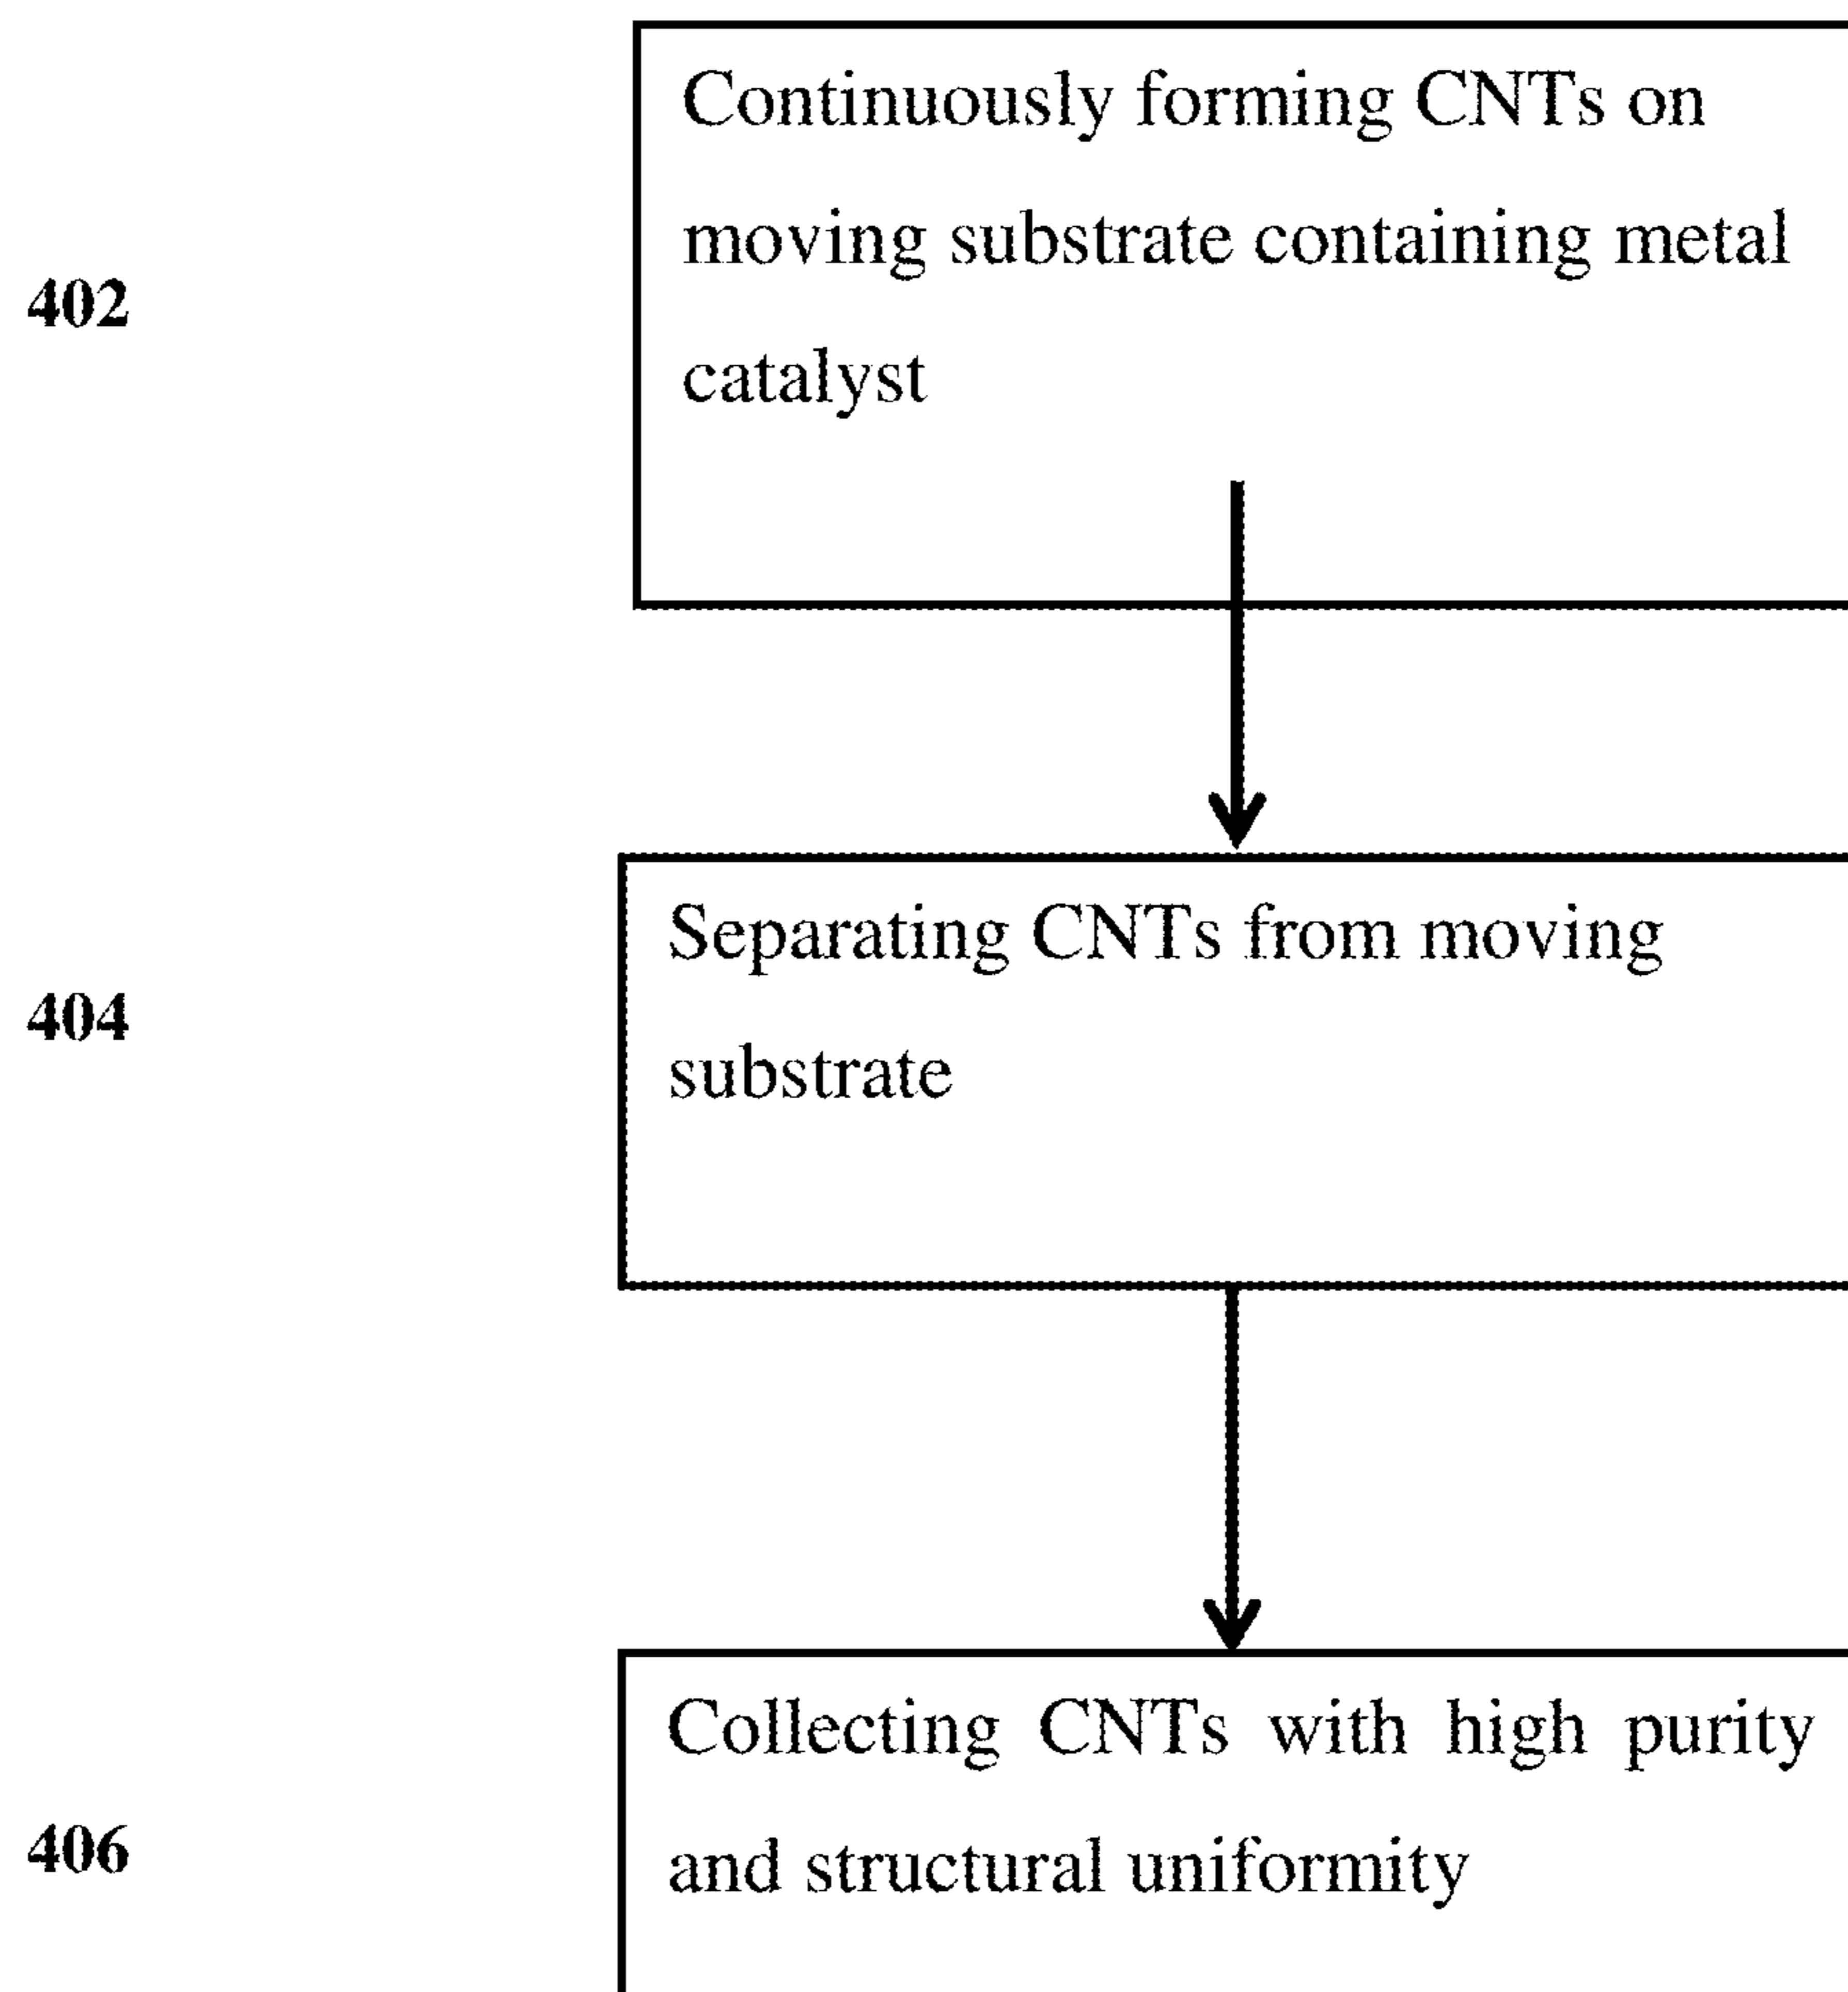 Continuously forming CNTs on
moving substrate containing metal
402
catalyst
Separating CNTs from moving
404
substrate
Collecting CNTs with high purity
406
and structural uniformity